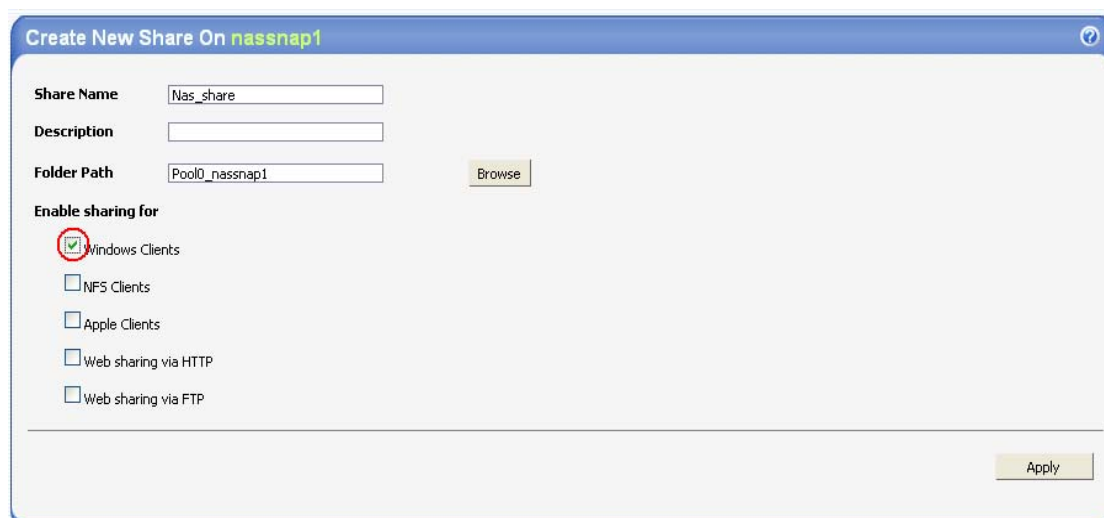 Create New Share On nassnap1
Share Name Nas_share
Description
Folder Path Pool0_nassnap1 Browse
Enable sharing for
Windows Clients
NFS Clients
Apple Clients
Web sharing via HTTP
Web sharing via FTP
Apply